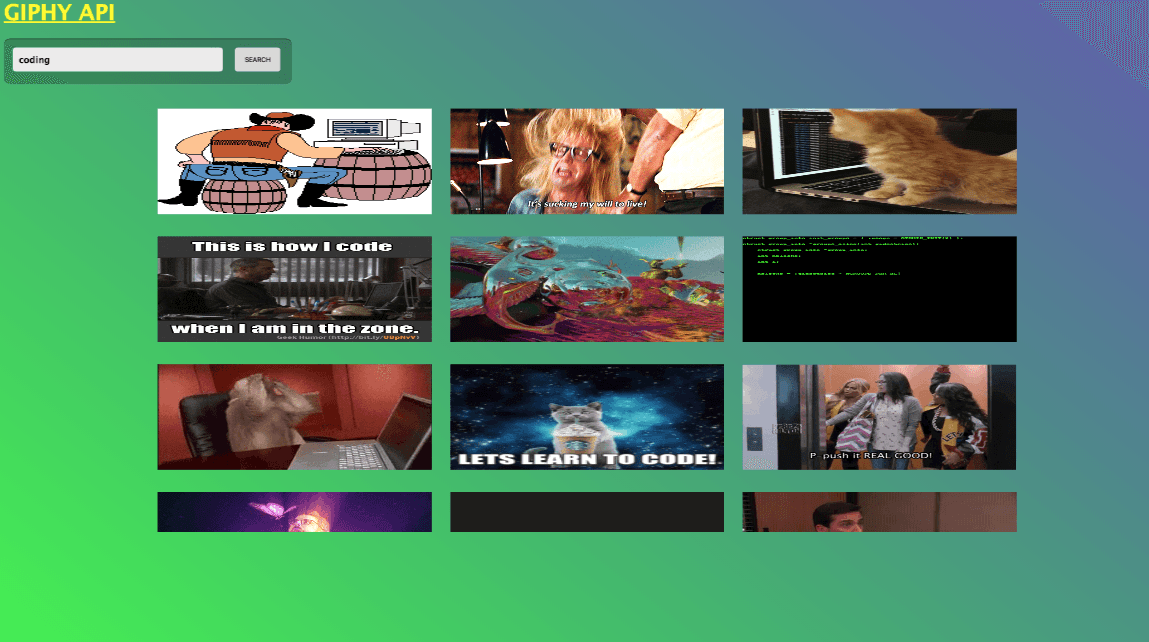 GIPHY API
coding
SEARCH
It's sucking my will to live!
This is how I code
when I am in the zone.
Geek Humor (http://bit.ly/
LETS LEARN TO CODE!
P push it REAL GOOD!